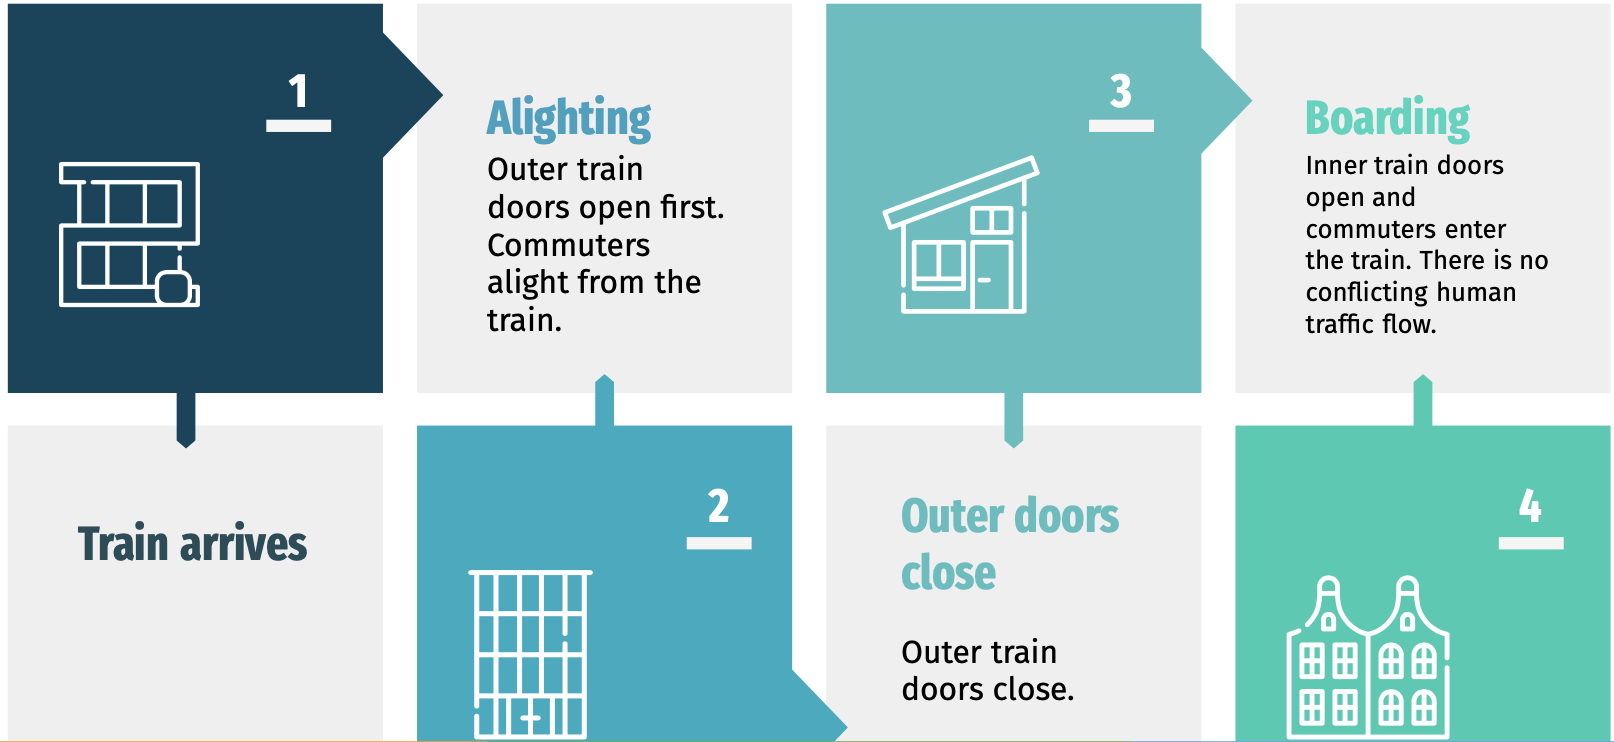 1
Train arrives
2
Alighting
Outer train
doors open first.
Commuters
alight from the
train.
3
Outer doors
close
Outer train
doors close.
4
Boarding
Inner train doors
open and
commuters enter
the train. There is no
conflicting human
traffic flow.